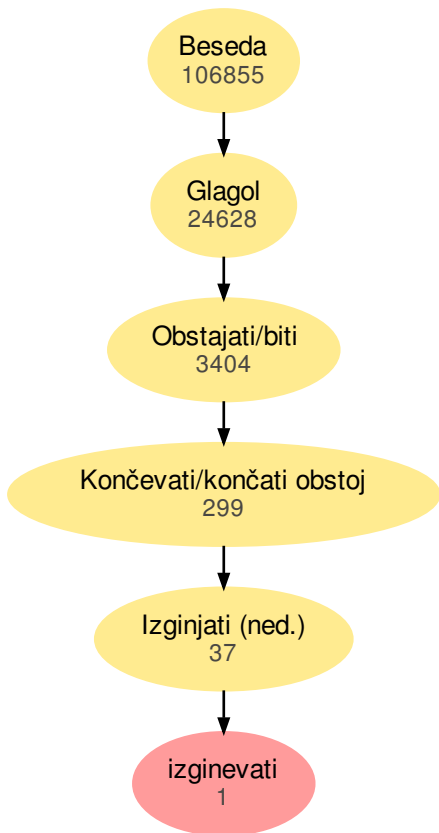 Beseda
106855
Glagol
24628
Obstajati/biti
3404
Končevati/končati obstoj
299
Izginjati (ned.)
37
izginevati
1